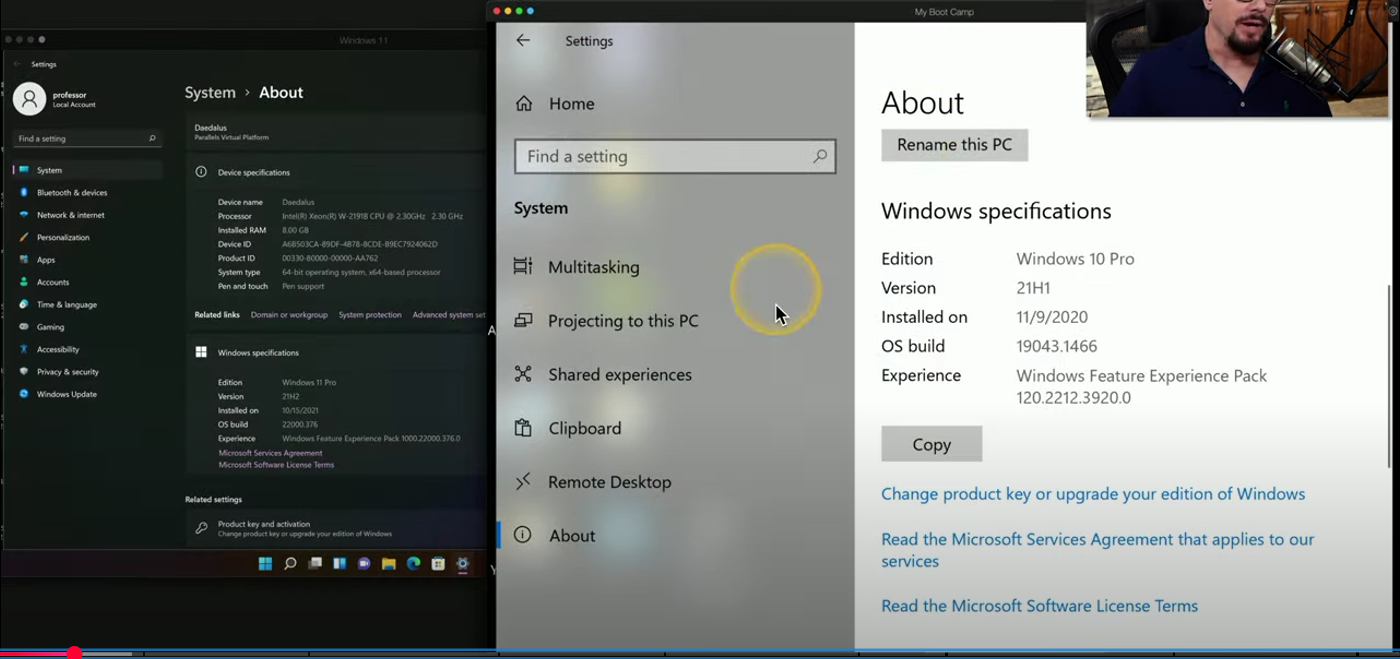 Windows 11
Settings
professor
Local Account
Find a setting
System
Bluetooth & devices
Network & internet
Personalization
Apps
Accounts
Time & language
Gaming
Accessibility
Privacy & security
Windows Update
System › About
Daedalus
Parallels Virtual Platform
Device specifications
Device name Daedalus
Processor Intel(R) Xeon(R) W-2191B CPU @ 2.30GHz 2.30 GHz
Installed RAM 8.00 GB
Device ID A6B503CA-89DF-4B78-8CDE-B9EC7924062D
Product ID 00330-80000-00000-AA762
System type 64-bit operating system, x64-based processor
Pen and touch Pen support
Related links Domain or workgroup System protection Advanced system set
Windows specifications
Edition Windows 11 Pro
Version 21H2
Installed on 10/15/2021
OS build 22000.376
Experience Windows Feature Experience Pack 1000.22000.376.0
Microsoft Services Agreement
Microsoft Software License Terms
Related settings
Product key and activation
Change product key or upgrade your edition of Windows
My Boot Camp
Settings
Home
Find a setting
System
Multitasking
Projecting to this PC
Shared experiences
Clipboard
Remote Desktop
About
About
Rename this PC
Windows specifications
Edition Windows 10 Pro
Version 21H1
Installed on 11/9/2020
OS build 19043.1466
Experience Windows Feature Experience Pack
120.2212.3920.0
Copy
Change product key or upgrade your edition of Windows
Read the Microsoft Services Agreement that applies to our
services
Read the Microsoft Software License Terms